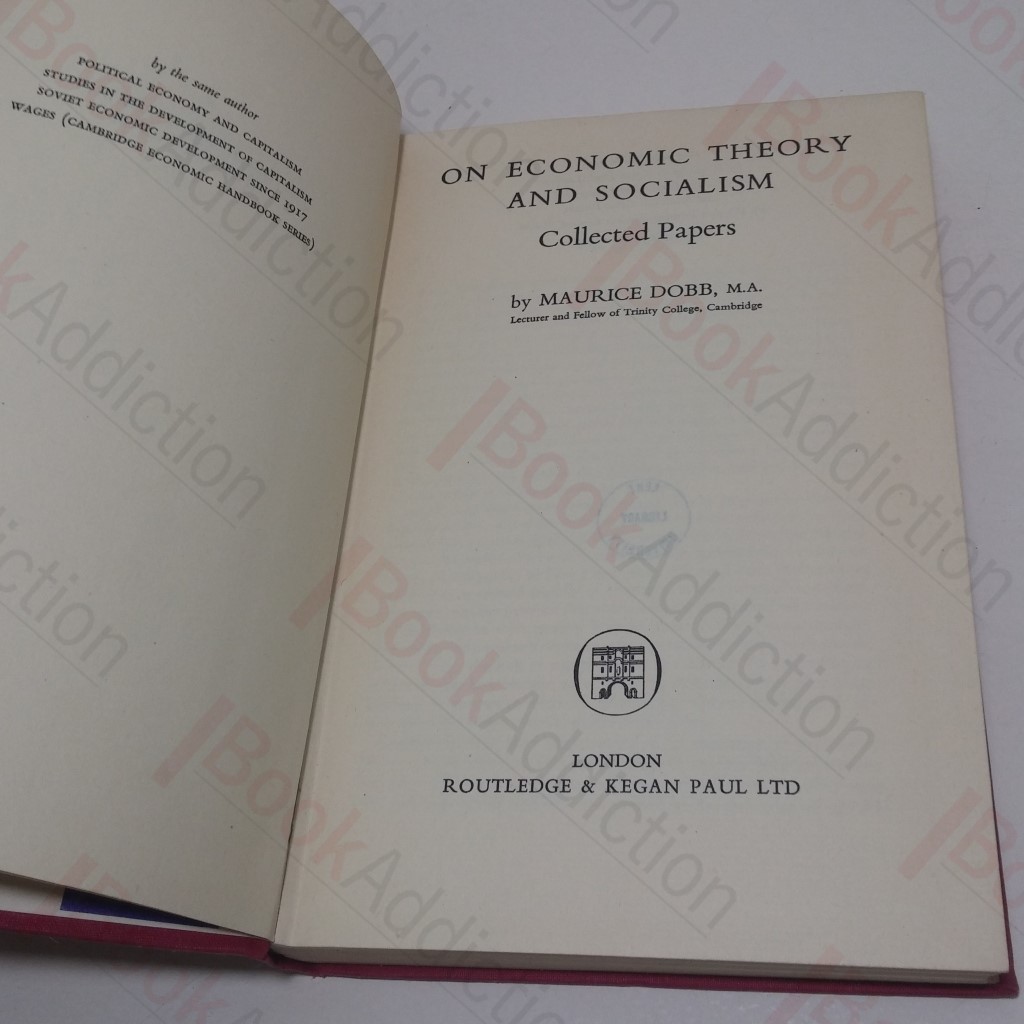 by the same author
POLITICAL ECONOMY AND CAPITALISM
STUDIES IN THE DEVELOPMENT OF CAPITALISM
SOVIET ECONOMIC DEVELOPMENT SINCE 1917
WAGES (CAMBRIDGE ECONOMIC HANDBOOK SERIES)
ON ECONOMIC THEORY
AND SOCIALISM
Collected Papers
by MAURICE DOBB, M.A.
Lecturer and Fellow of Trinity College, Cambridge
LONDON
ROUTLEDGE & KEGAN PAUL LTD
BookAddiction